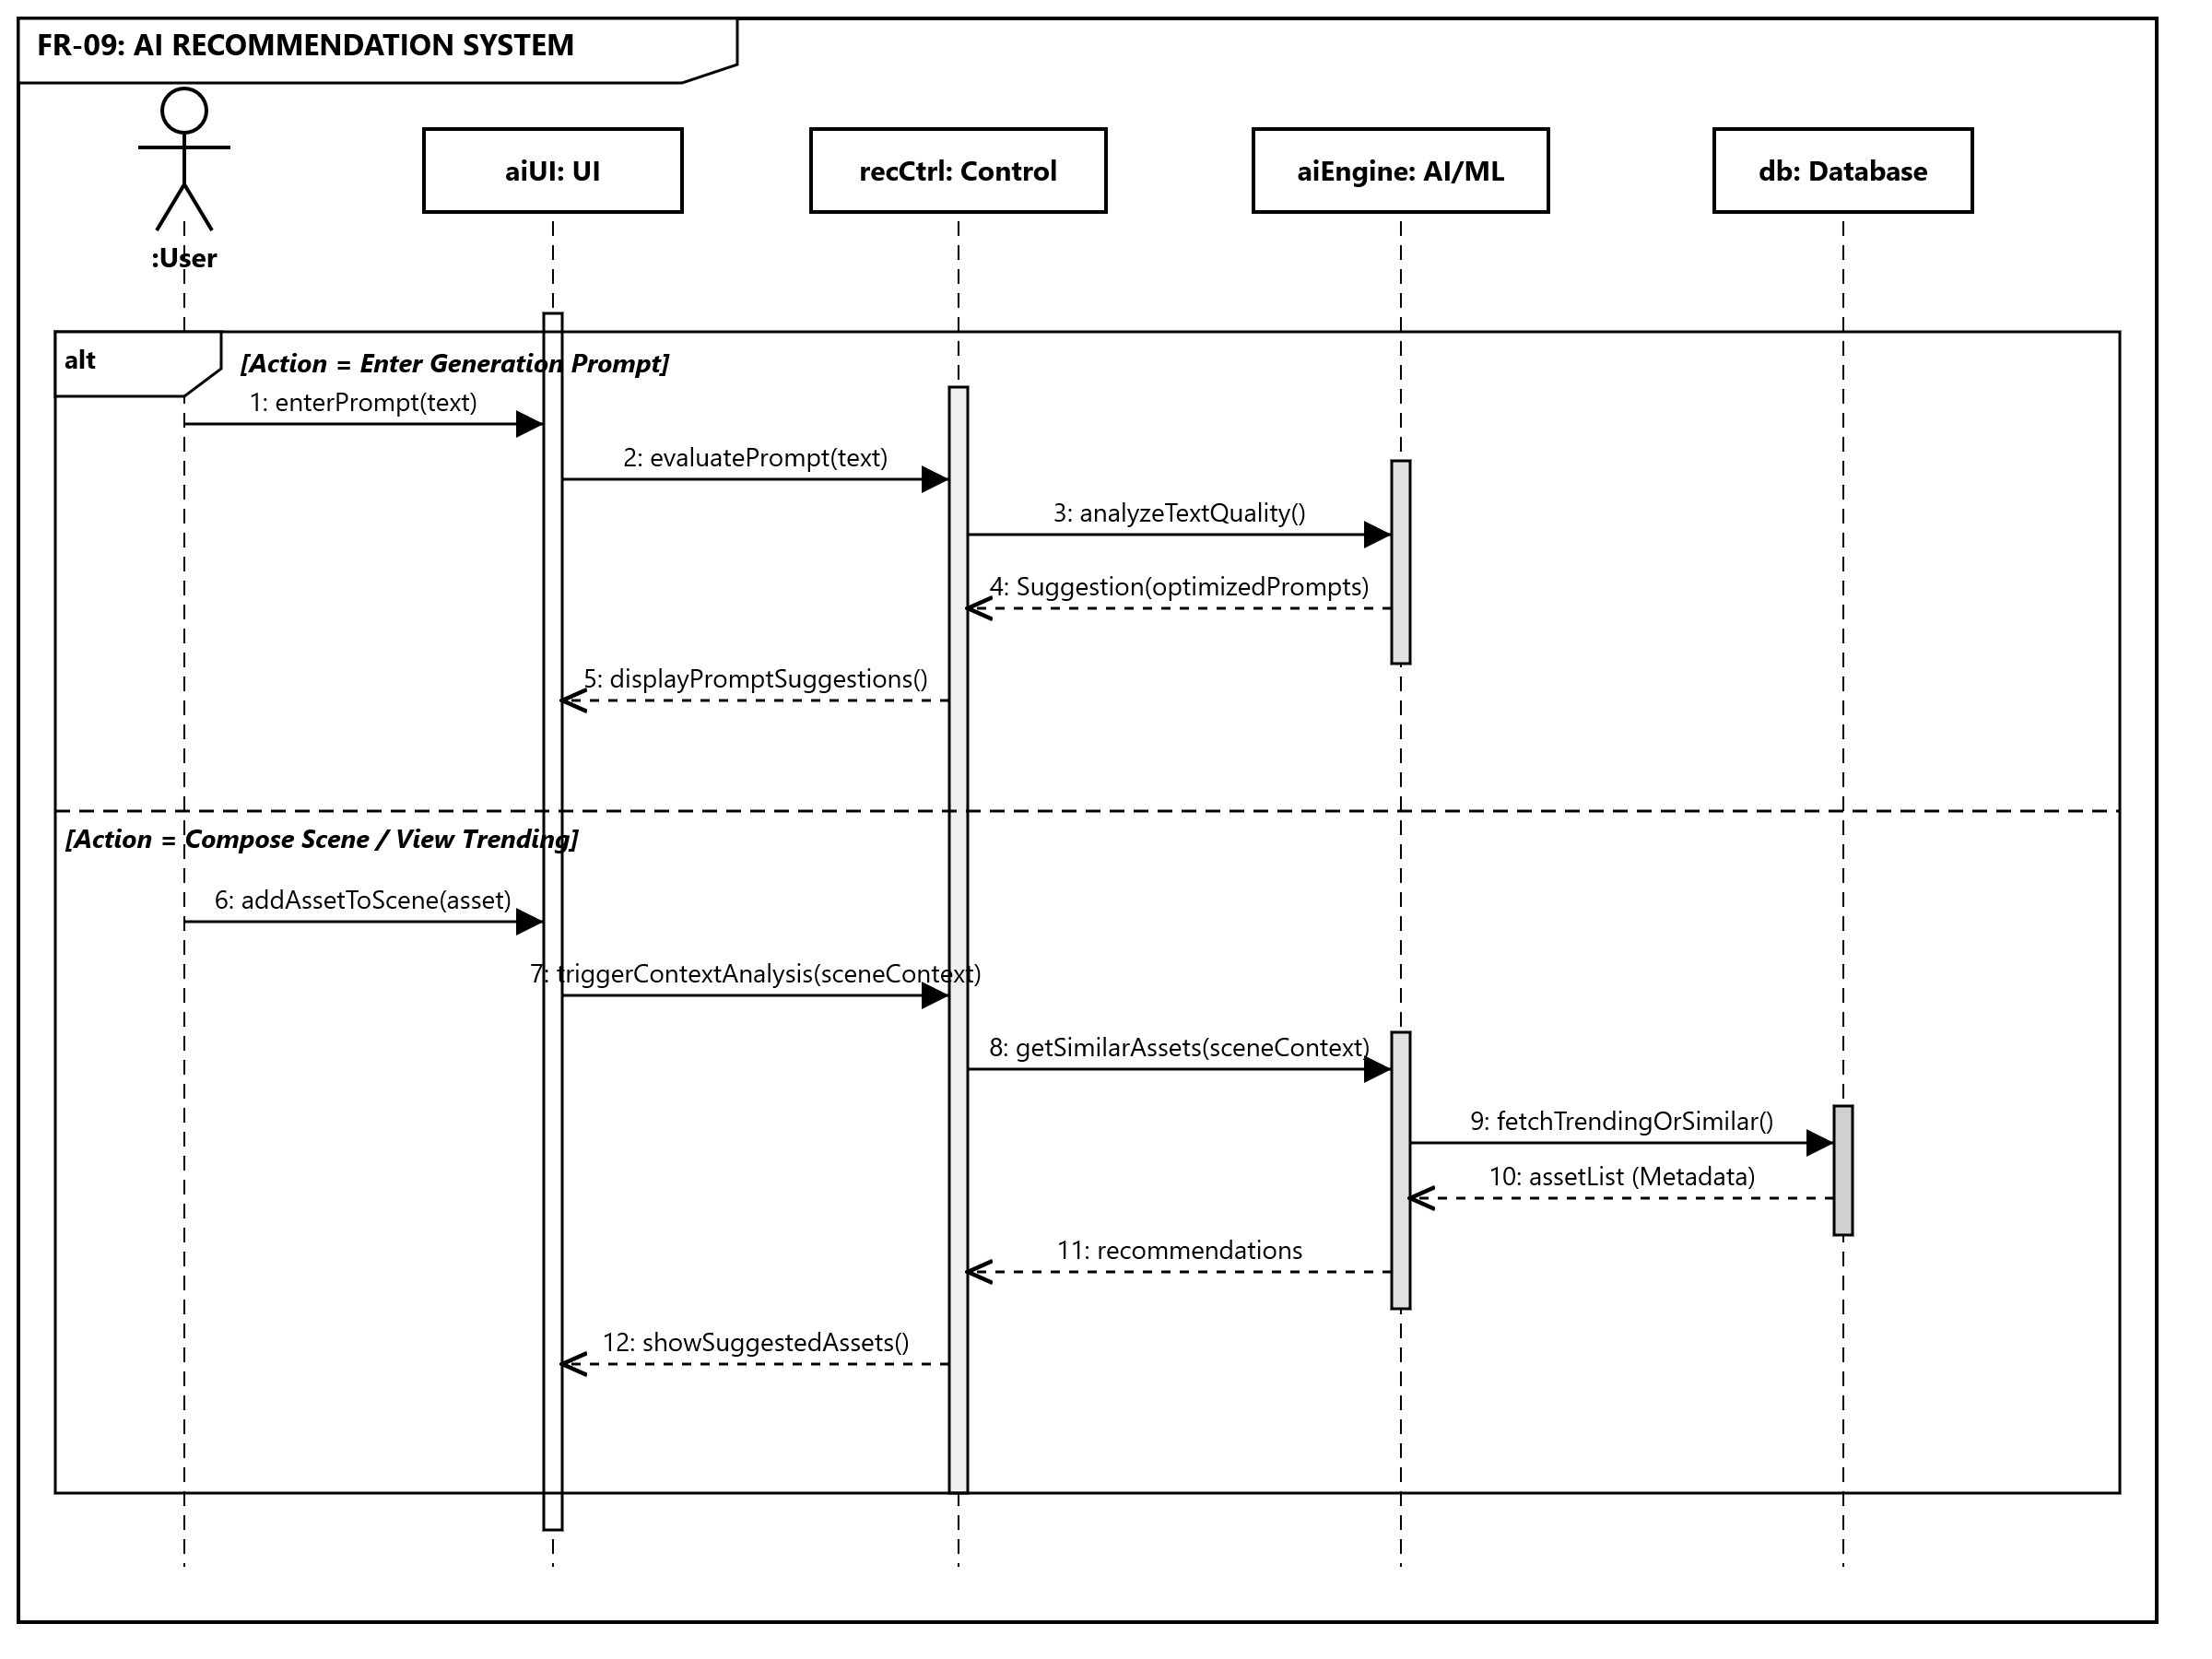 FR-09: AI RECOMMENDATION SYSTEM
aiUI: UI
recCtrl: Control
aiEngine: AI/ML
db: Database
:User
alt
[Action = Enter Generation Prompt]
1: enterPrompt(text)
2: evaluatePrompt(text)
3: analyzeTextQuality()
4: Suggestion(optimizedPrompts)
5: displayPromptSuggestions()
[Action = Compose Scene / View Trending]
6: addAssetToScene(asset)
7: triggerContextAnalysis(sceneContext)
8: getSimilarAssets(sceneContext)
9: fetchTrendingOrSimilar()
10: assetList (Metadata)
11: recommendations
12: showSuggestedAssets()